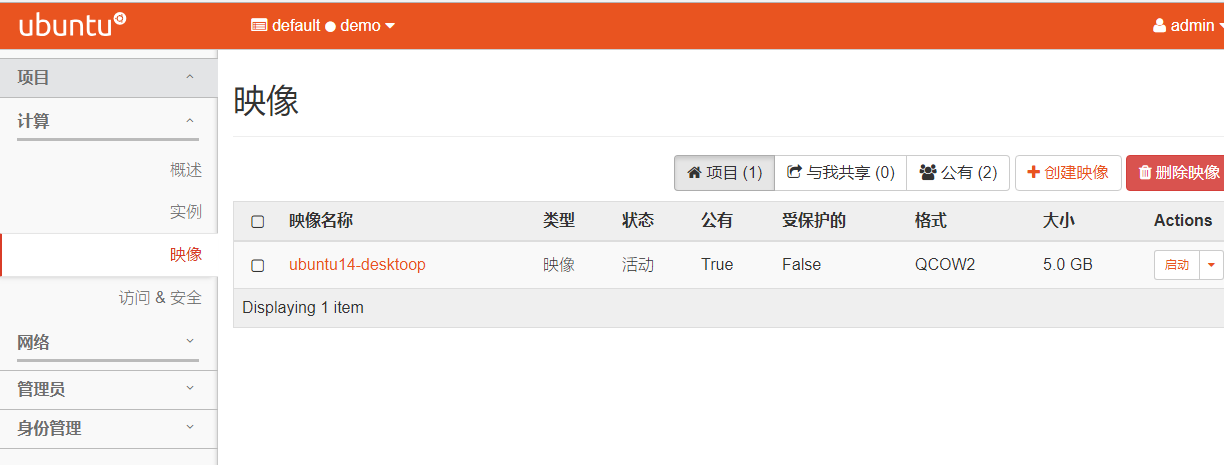 ubuntu
default demo
admin
项目
计算
概述
实例
映像
访问 & 安全
网络
管理员
身份管理
映像
项目 (1) 与我共享 (0) 公有 (2) 创建映像 删除映像
映像名称 类型 状态 公有 受保护的 格式 大小 Actions
ubuntu14-desktoop 映像 活动 True False QCOW2 5.0 GB 启动
Displaying 1 item